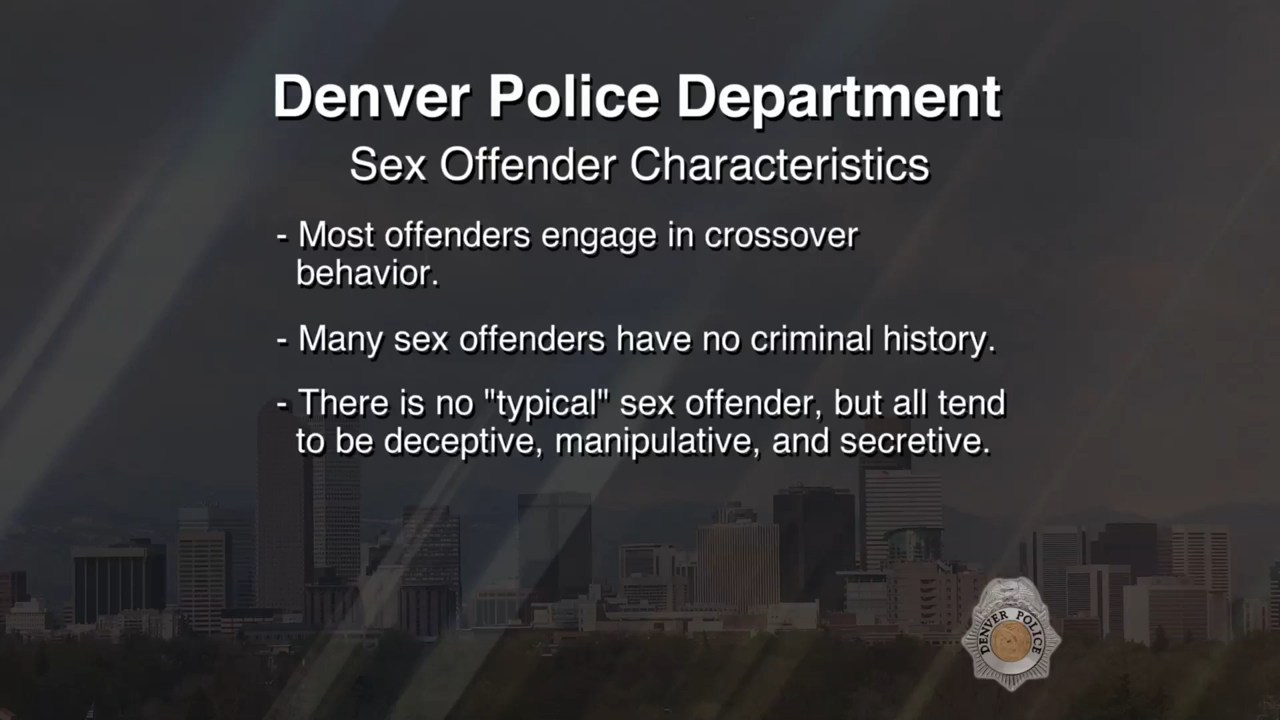 Denver Police Department
Sex Offender Characteristics
- Most offenders engage in crossover
behavior.
- Many sex offenders have no criminal history.
- There is no "typical" sex offender, but all tend
to be deceptive, manipulative, and secretive.
DENVER POLICE